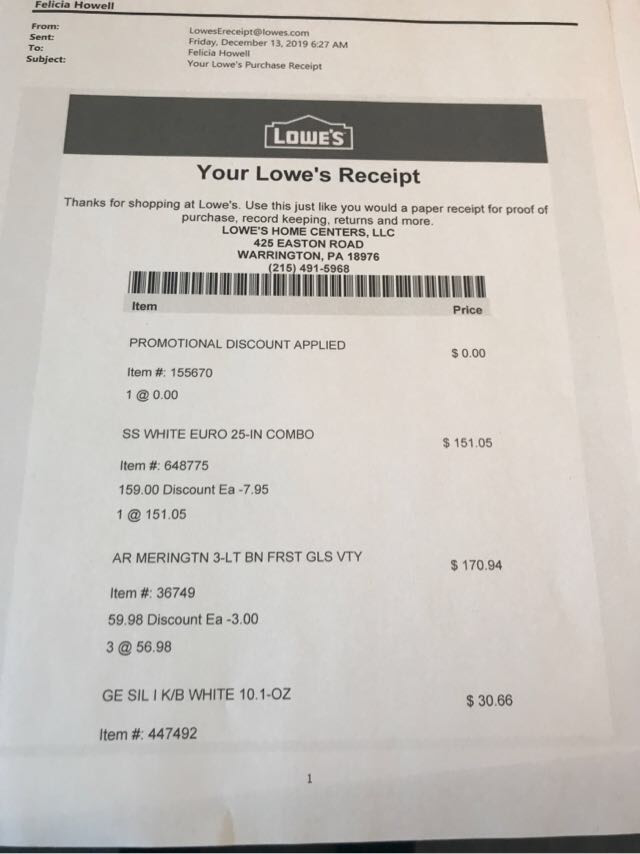 Felicia Howell
From: LowesEreceipt@lowes.com
Sent: Friday, December 13, 2019 6:27 AM
To: Felicia Howell
Subject: Your Lowe's Purchase Receipt
LOWE'S
Your Lowe's Receipt
Thanks for shopping at Lowe's. Use this just like you would a paper receipt for proof of
purchase, record keeping, returns and more.
LOWE'S HOME CENTERS, LLC
425 EASTON ROAD
WARRINGTON, PA 18976
(215) 491-5968
Item Price
PROMOTIONAL DISCOUNT APPLIED $ 0.00
Item #: 155670
1 @ 0.00
SS WHITE EURO 25-IN COMBO $ 151.05
Item #: 648775
159.00 Discount Ea -7.95
1 @ 151.05
AR MERINGTN 3-LT BN FRST GLS VTY $ 170.94
Item #: 36749
59.98 Discount Ea -3.00
3 @ 56.98
GE SIL I K/B WHITE 10.1-OZ $ 30.66
Item #: 447492
1